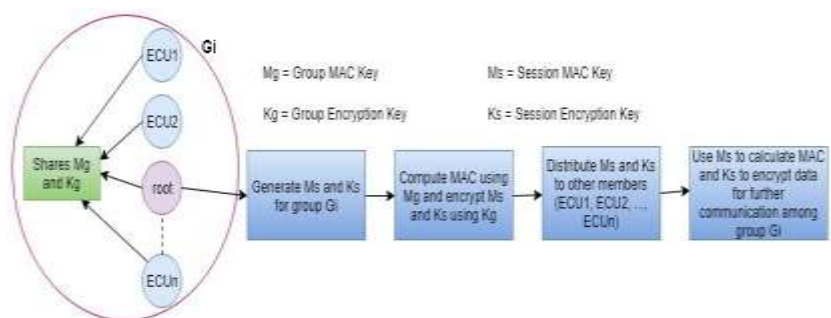 ECU1
Gi
ECU2
Shares Mg
and Kg
root
ECUn
Mg = Group MAC Key
Ms = Session MAC Key
Kg = Group Encryption Key
Ks = Session Encryption Key
Generate Ms and Ks
for group Gi
Compute MAC using
Mg and encrypt Ms
and Ks using Kg
Distribute Ms and Ks to
other members
(ECU1, ECU2, ...,
ECUn)
Use Ms to calculate MAC
and Ks to encrypt data
for further
communication among
group Gi